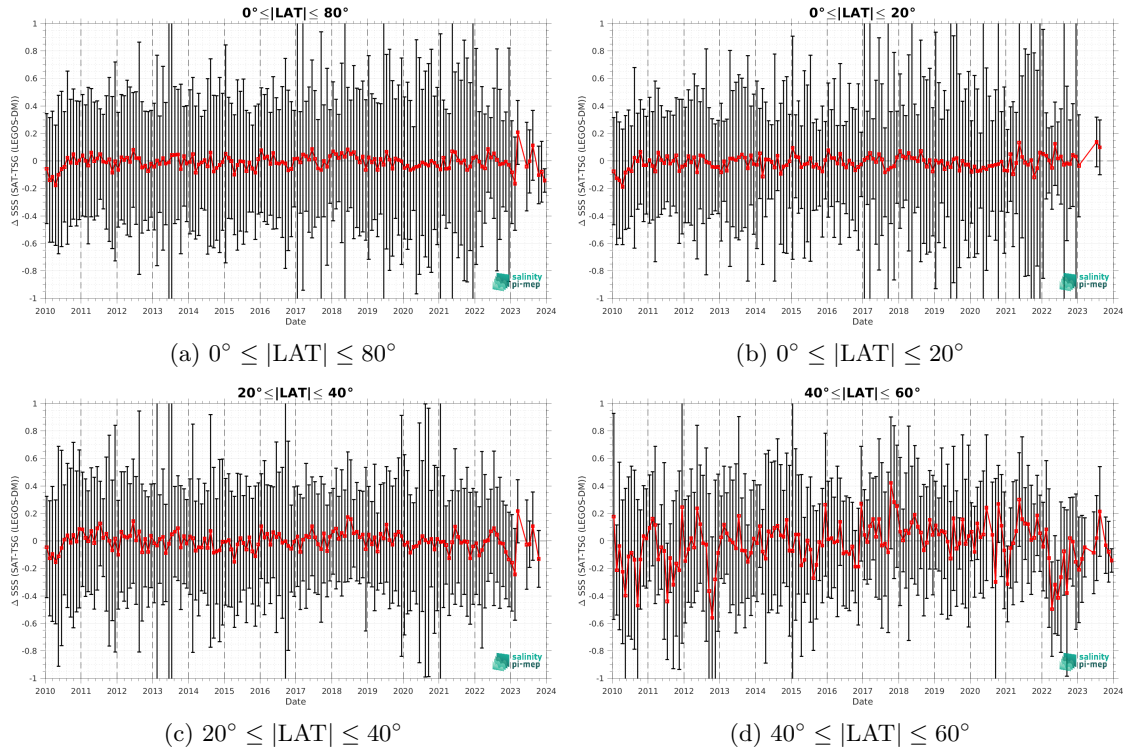 0°≤|LAT|≤ 80°
Δ SSS (SAT-TSG (LEGOS-DM))
1
0.8
0.6
0.4
0.2
0
-0.2
-0.4
-0.6
-0.8
-1
2010 2011 2012 2013 2014 2015 2016 2017 2018 2019 2020 2021 2022 2023 2024
Date
salinity
pi-mep
(a) 0° ≤ |LAT| ≤ 80°
0°≤|LAT|≤ 20°
Δ SSS (SAT-TSG (LEGOS-DM))
1
0.8
0.6
0.4
0.2
0
-0.2
-0.4
-0.6
-0.8
-1
2010 2011 2012 2013 2014 2015 2016 2017 2018 2019 2020 2021 2022 2023 2024
Date
salinity
pi-mep
(b) 0° ≤ |LAT| ≤ 20°
20°≤|LAT|≤ 40°
Δ SSS (SAT-TSG (LEGOS-DM))
1
0.8
0.6
0.4
0.2
0
-0.2
-0.4
-0.6
-0.8
-1
2010 2011 2012 2013 2014 2015 2016 2017 2018 2019 2020 2021 2022 2023 2024
Date
salinity
pi-mep
(c) 20° ≤ |LAT| ≤ 40°
40°≤|LAT|≤ 60°
Δ SSS (SAT-TSG (LEGOS-DM))
1
0.8
0.6
0.4
0.2
0
-0.2
-0.4
-0.6
-0.8
-1
2010 2011 2012 2013 2014 2015 2016 2017 2018 2019 2020 2021 2022 2023 2024
Date
salinity
pi-mep
(d) 40° ≤ |LAT| ≤ 60°